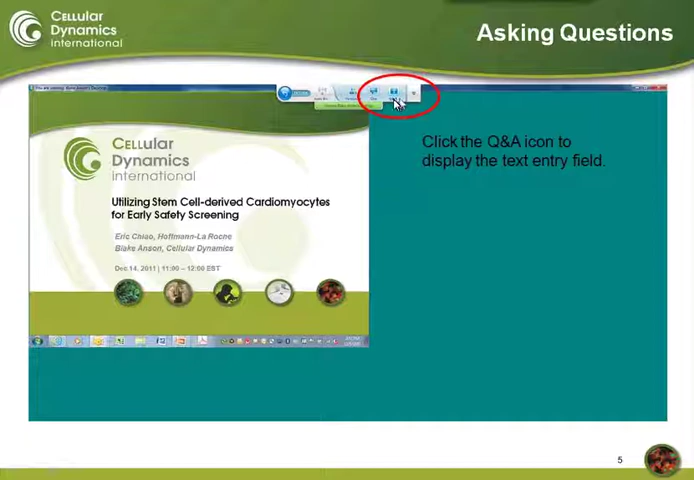 Cellular
Dynamics
international
Asking Questions
Cellular
Dynamics
international
Utilizing Stem Cell-derived Cardiomyocytes
for Early Safety Screening
Eric Chiao, Hoffmann-La Roche
Blake Anson, Cellular Dynamics
Dec 14, 2011 | 11:00 – 12:00 EST
Click the Q&A icon to
display the text entry field.
5